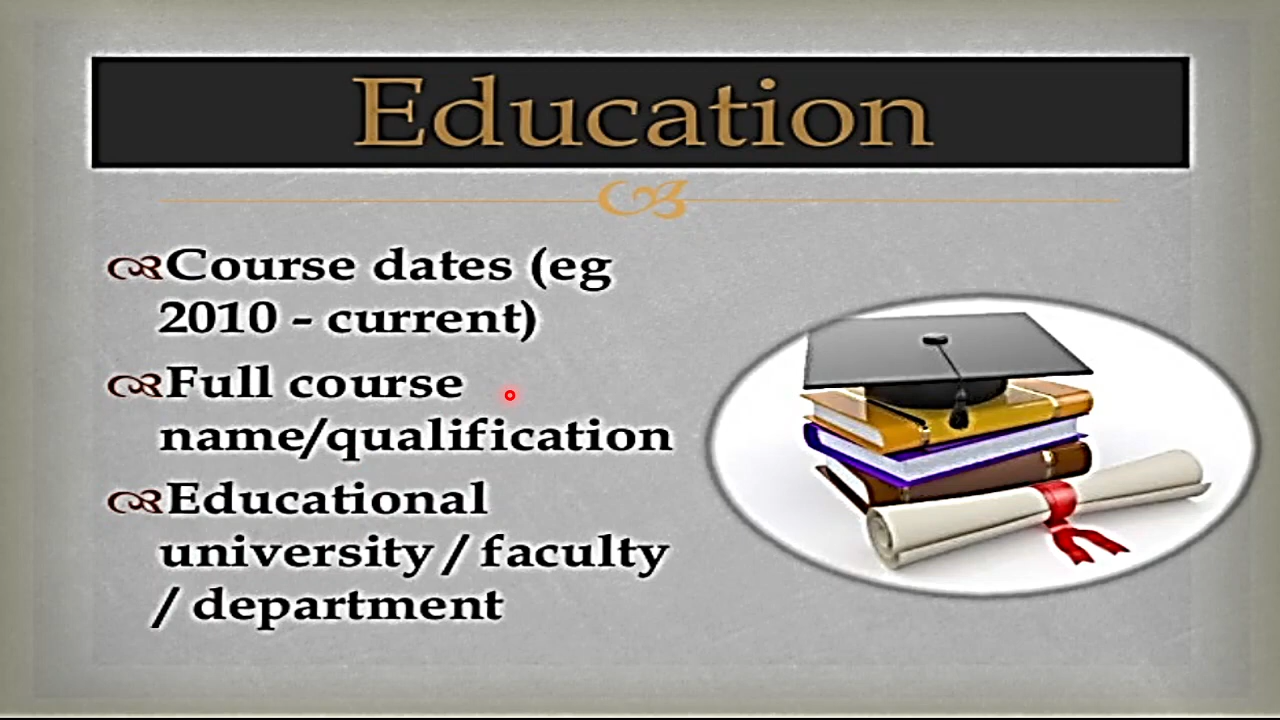 Education
Course dates (eg
2010 - current)
Full course
name/qualification
Educational
university / faculty
/ department